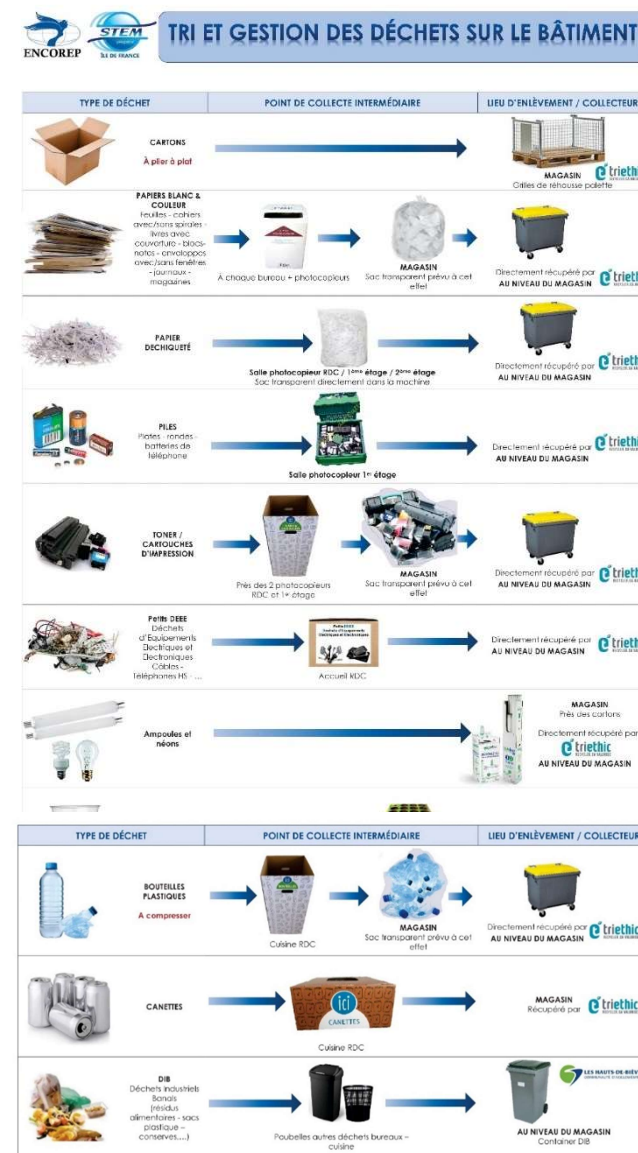 ENCOREP
STEM
ÎLE DE FRANCE
TRI ET GESTION DES DÉCHETS SUR LE BÂTIMENT
TYPE DE DÉCHET
POINT DE COLLECTE INTERMÉDIAIRE
LIEU D'ENLÈVEMENT / COLLECTEUR
CARTONS
À plier à plat
MAGASIN
Grilles de réhausse palette
triethic
PAPIERS BLANC &
COULEUR
Feuilles - cahiers
avec/sans spirales -
livres avec
couverture - blocs-
notes - enveloppes
avec/sans fenêtres
- journaux -
magazines
À chaque bureau + photocopieurs
MAGASIN
Sac transparent prévu à cet
effet
Directement récupéré par
AU NIVEAU DU MAGASIN
triethic
PAPIER
DECHIQUETÉ
Salle photocopieur RDC / 1ème étage / 2ème étage
Sac transparent directement dans la machine
Directement récupéré par
AU NIVEAU DU MAGASIN
triethic
PILES
Plates - rondes -
batteries de
téléphone
Salle photocopieur 1er étage
Directement récupéré par
AU NIVEAU DU MAGASIN
triethic
TONER /
CARTOUCHES
D'IMPRESSION
Près des 2 photocopieurs
RDC et 1er étage
MAGASIN
Sac transparent prévu à cet
effet
Directement récupéré par
AU NIVEAU DU MAGASIN
triethic
Petits DEEE
Déchets
d'Equipements
Electriques et
Electroniques
Câbles -
Téléphones HS - ...
Accueil RDC
Directement récupéré par
AU NIVEAU DU MAGASIN
triethic
Ampoules et
néons
MAGASIN
Près des cartons
Directement récupéré par
triethic
AU NIVEAU DU MAGASIN
TYPE DE DÉCHET
POINT DE COLLECTE INTERMÉDIAIRE
LIEU D'ENLÈVEMENT / COLLECTEUR
BOUTEILLES
PLASTIQUES
A compresser
Cuisine RDC
MAGASIN
Sac transparent prévu à cet
effet
Directement récupéré par
AU NIVEAU DU MAGASIN
triethic
CANETTES
ici
CANETTES
Cuisine RDC
MAGASIN
Récupéré par
triethic
DIB
Déchets Industriels
Banals
(résidus
alimentaires - sacs
plastique –
conserves,...)
Poubelles autres déchets bureaux –
cuisine
LES HAUTS-DE-BIÈVRE
AU NIVEAU DU MAGASIN
Container DIB